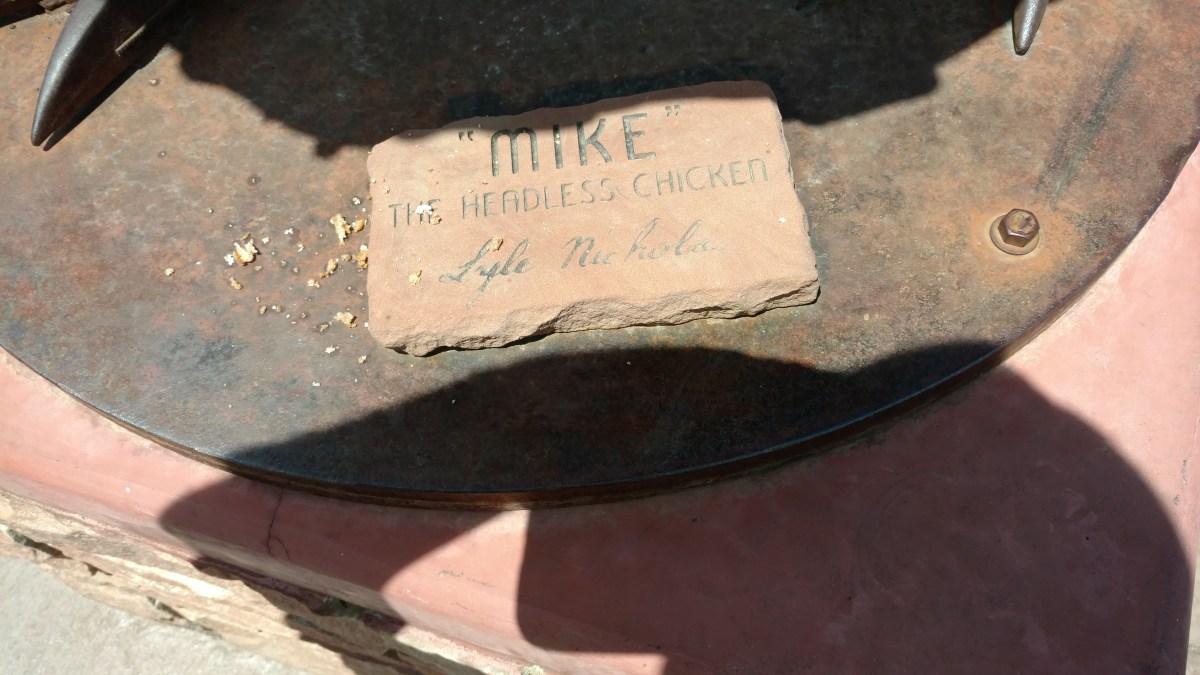 "MIKE"
THE HEADLESS CHICKEN
Lyle Nichols